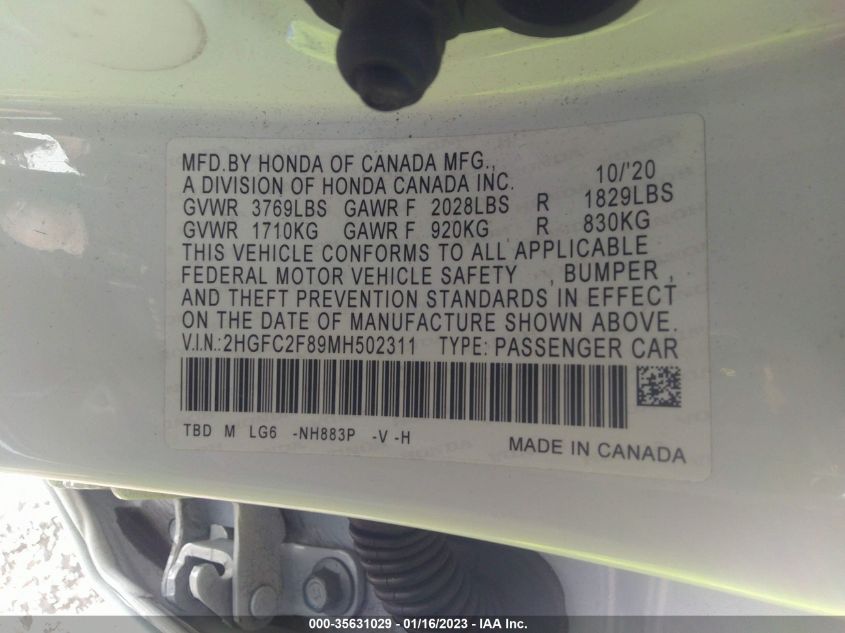 MFD.BY HONDA OF CANADA MFG., 10/'20
A DIVISION OF HONDA CANADA INC.
GVWR 3769LBS GAWR F 2028LBS R 1829LBS
GVWR 1710KG GAWR F 920KG R 830KG
THIS VEHICLE CONFORMS TO ALL APPLICABLE
FEDERAL MOTOR VEHICLE SAFETY , BUMPER ,
AND THEFT PREVENTION STANDARDS IN EFFECT
ON THE DATE OF MANUFACTURE SHOWN ABOVE.
V.I.N.:2HGFC2F89MH502311 TYPE: PASSENGER CAR
TBD M LG6 -NH883P -V -H
MADE IN CANADA
000-35631029 - 01/16/2023 - IAA Inc.